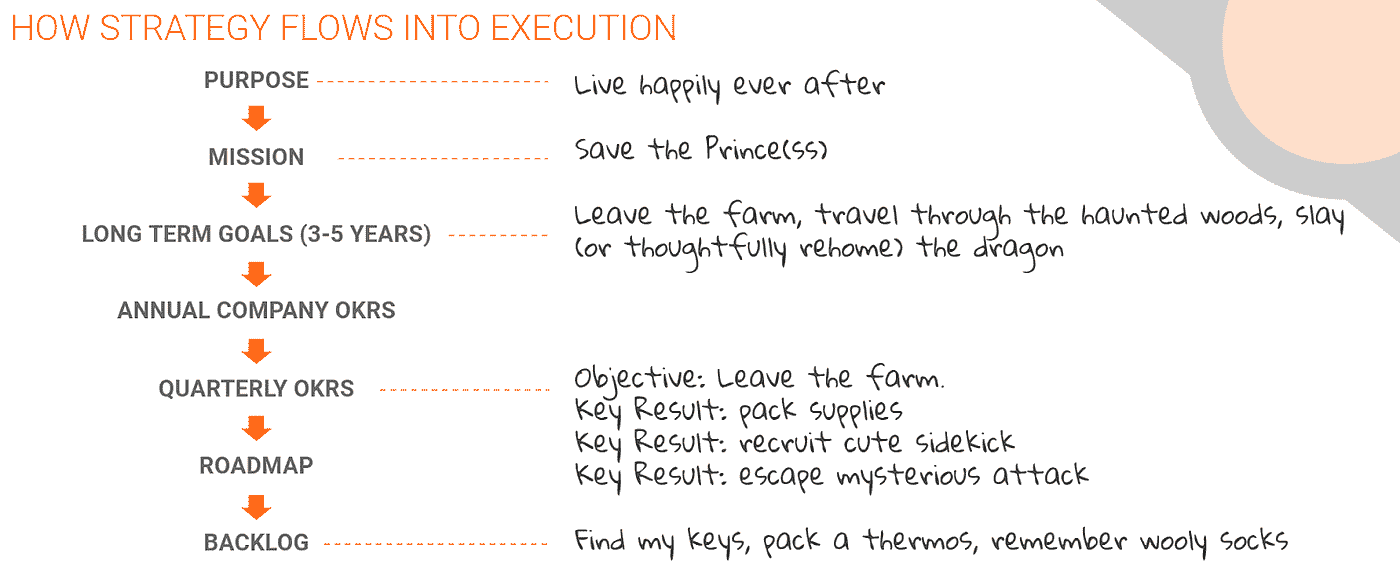 HOW STRATEGY FLOWS INTO EXECUTION
PURPOSE
Live happily ever after
MISSION
Save the Prince(ss)
LONG TERM GOALS (3-5 YEARS)
Leave the farm, travel through the haunted woods, slay
(or thoughtfully rehome) the dragon
ANNUAL COMPANY OKRS
QUARTERLY OKRS
Objective: Leave the farm.
Key Result: pack supplies
Key Result: recruit cute sidekick
Key Result: escape mysterious attack
ROADMAP
BACKLOG
Find my keys, pack a thermos, remember wooly socks